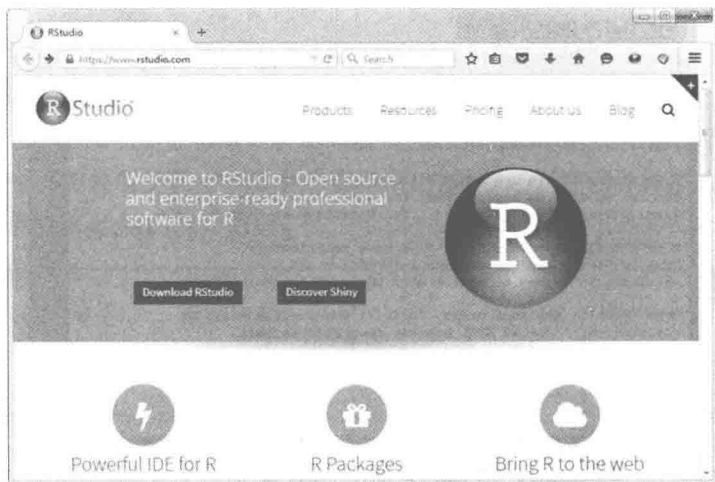 RStudio
https://www.rstudio.com
Search
R Studio
Products Resources Pricing About us Blog
Welcome to RStudio - Open source
and enterprise-ready professional
software for R
R
Download RStudio Discover Shiny
Powerful IDE for R R Packages Bring R to the web